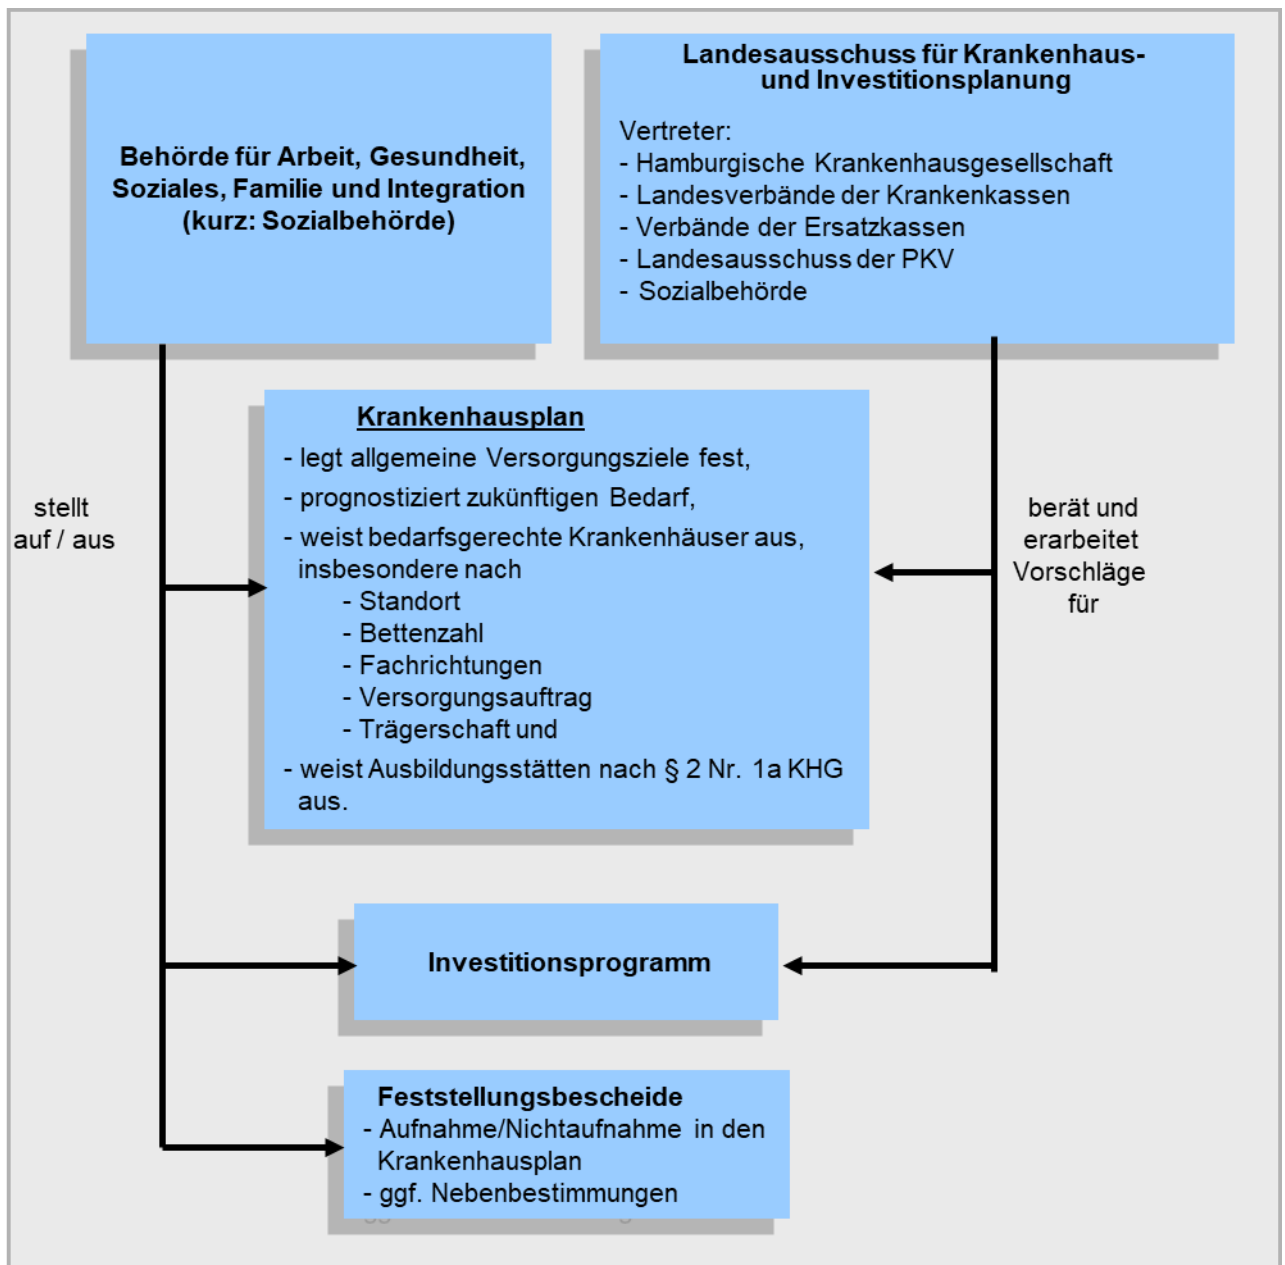 Behörde für Arbeit, Gesundheit,
Soziales, Familie und Integration
(kurz: Sozialbehörde)
Landesausschuss für Krankenhaus-
und Investitionsplanung
Vertreter:
- Hamburgische Krankenhausgesellschaft
- Landesverbände der Krankenkassen
- Verbände der Ersatzkassen
- Landesausschuss der PKV
- Sozialbehörde
stellt
auf / aus
Krankenhausplan
- legt allgemeine Versorgungsziele fest,
- prognostiziert zukünftigen Bedarf,
- weist bedarfsgerechte Krankenhäuser aus,
insbesondere nach
- Standort
- Bettenzahl
- Fachrichtungen
- Versorgungsauftrag
- Trägerschaft und
- weist Ausbildungsstätten nach § 2 Nr. 1a KHG
aus.
berät und
erarbeitet
Vorschläge
für
Investitionsprogramm
Feststellungsbescheide
- Aufnahme/Nichtaufnahme in den
Krankenhausplan
- ggf. Nebenbestimmungen